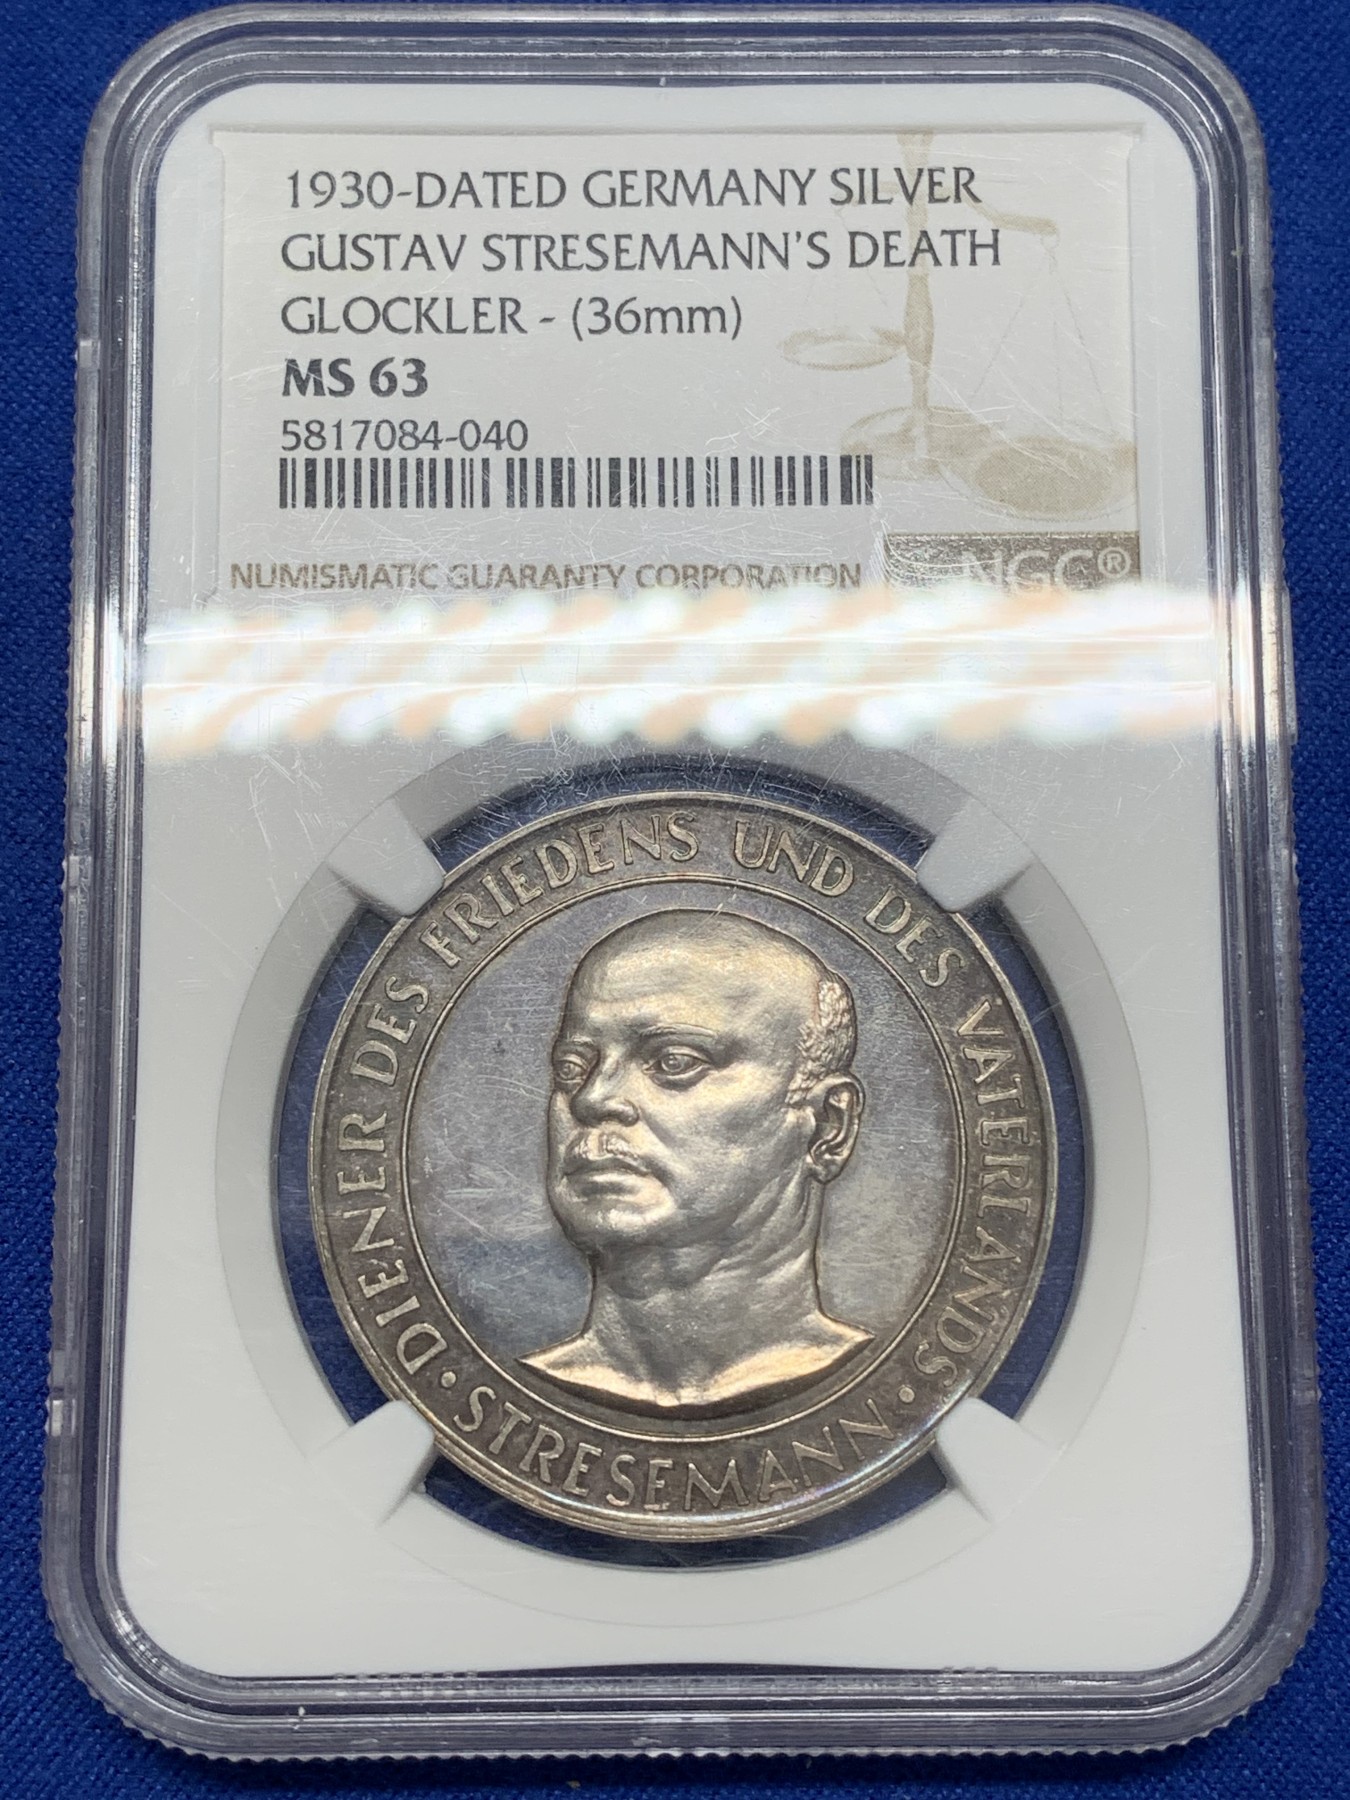 1930-DATED GERMANY SILVER
GUSTAV STRESEMANN'S DEATH
GLOCKLER - (36mm)
MS 63
5817084-040
NUMISMATIC GUARANTY CORPORATION
NGC®
DIENER DES FRIEDENS UND DES VATERLANDS
• STRESEMANN •